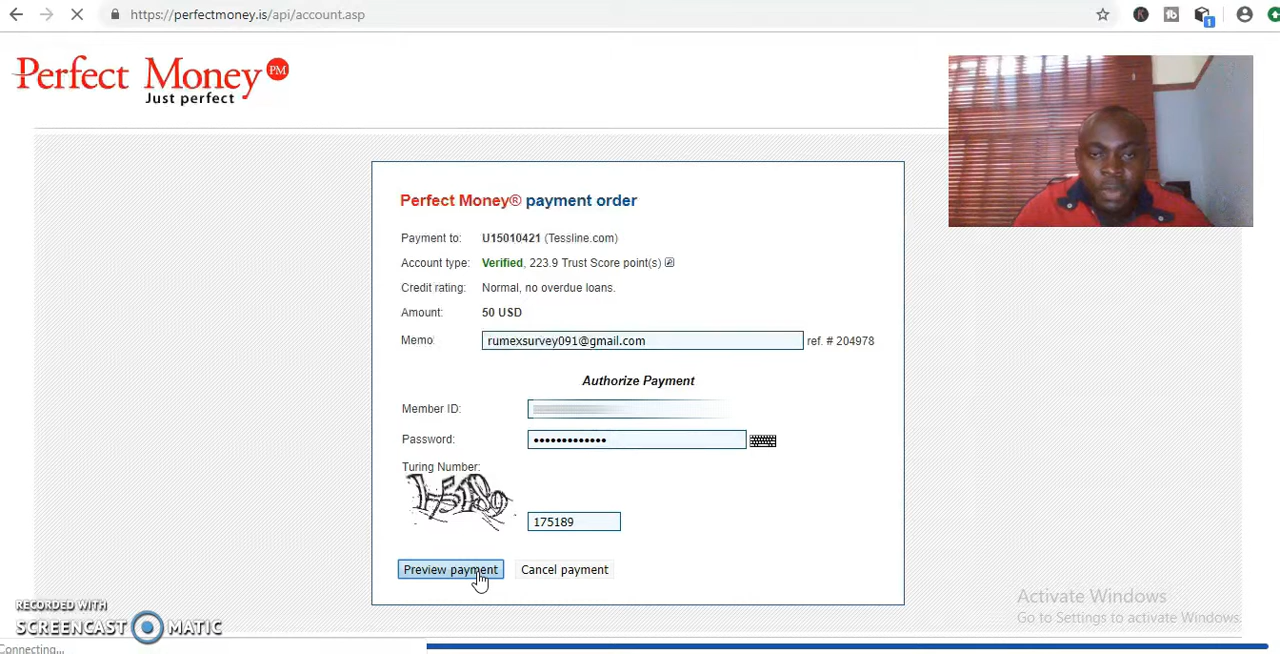 https://perfectmoney.is/api/account.asp
1
Perfect Money PM
Just perfect
Perfect Money® payment order
Payment to: U15010421 (Tessline.com)
Account type: Verified, 223.9 Trust Score point(s)
Credit rating: Normal, no overdue loans.
Amount: 50 USD
Memo: rumexsurvey091@gmail.com ref. # 204978
Authorize Payment
Member ID:
Password: •••••••••••••
Turing Number:
175189
Preview payment Cancel payment
Activate Windows
Go to Settings to activate Windows.
RECORDED WITH
SCREENCAST MATIC
Connecting...